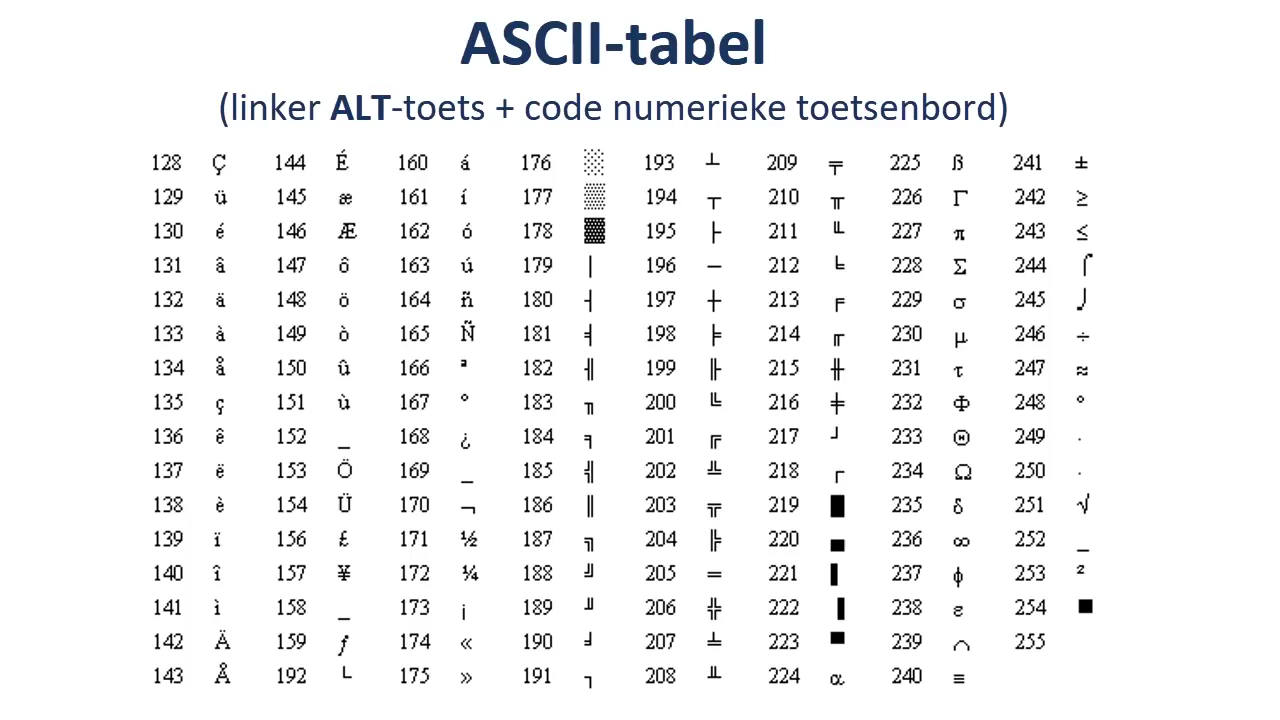 ASCII-tabel
(linker ALT-toets + code numerieke toetsenbord)
128 Ç 144 É 160 á 176 ░ 193 ┴ 209 ╤ 225 ß 241 ±
129 ü 145 æ 161 í 177 ▒ 194 ┬ 210 ╥ 226 Γ 242 ≥
130 é 146 Æ 162 ó 178 ▓ 195 ├ 211 ╙ 227 π 243 ≤
131 â 147 ô 163 ú 179 │ 196 ─ 212 ╘ 228 Σ 244 ⌠
132 ä 148 ö 164 ñ 180 ┤ 197 ┼ 213 ╒ 229 σ 245 ⌡
133 à 149 ò 165 Ñ 181 ╡ 198 ╞ 214 ╓ 230 µ 246 ÷
134 å 150 û 166 ª 182 ╢ 199 ╟ 215 ╫ 231 τ 247 ≈
135 ç 151 ù 167 º 183 ╖ 200 ╚ 216 ╪ 232 Φ 248 °
136 ê 152 _ 168 ¿ 184 ╕ 201 ╔ 217 ┘ 233 Θ 249 ·
137 ë 153 Ö 169 _ 185 ╣ 202 ╩ 218 ┌ 234 Ω 250 ·
138 è 154 Ü 170 ¬ 186 ║ 203 ╦ 219 █ 235 δ 251 √
139 ï 156 £ 171 ½ 187 ╗ 204 ╠ 220 ▄ 236 ∞ 252 _
140 î 157 ¥ 172 ¼ 188 ╝ 205 ═ 221 ▌ 237 φ 253 ²
141 ì 158 _ 173 ¡ 189 ╜ 206 ╬ 222 ▐ 238 ε 254 ■
142 Ä 159 ƒ 174 « 190 ╛ 207 ╧ 223 ▀ 239 ∩ 255
143 Å 192 └ 175 » 191 ┐ 208 ╨ 224 α 240 ≡